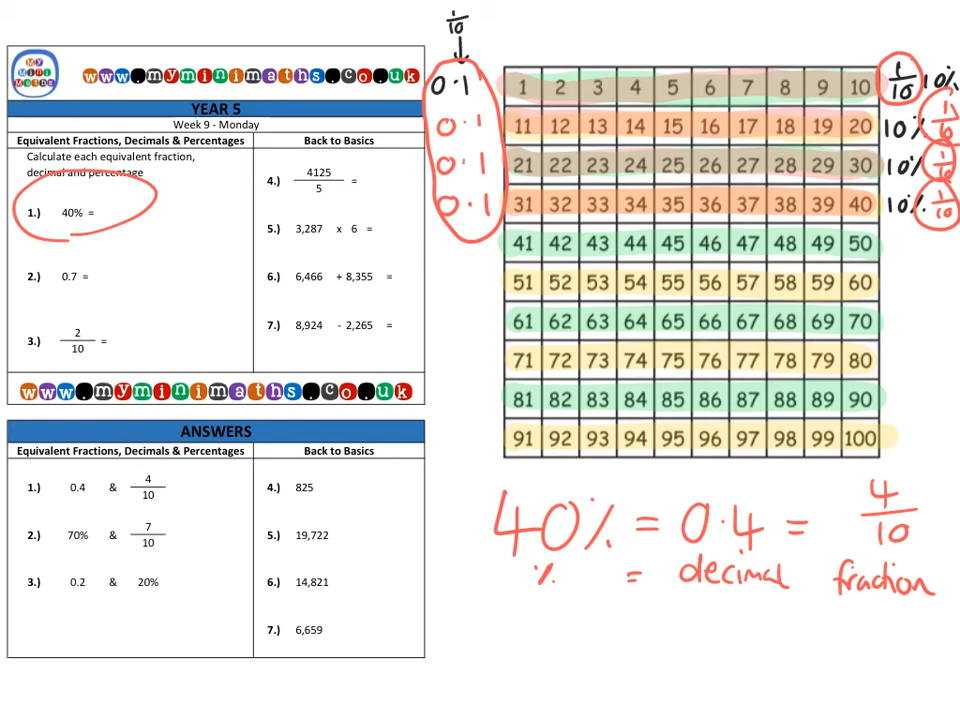 My
Mini
Maths
www.myminimaths.co.uk
YEAR 5
Week 9 - Monday
Equivalent Fractions, Decimals & Percentages
Back to Basics
Calculate each equivalent fraction,
decimal and percentage
1.) 40% =
2.) 0.7 =
3.) 2/10 =
4.) 4125/5 =
5.) 3,287 x 6 =
6.) 6,466 + 8,355 =
7.) 8,924 - 2,265 =
www.myminimaths.co.uk
ANSWERS
Equivalent Fractions, Decimals & Percentages
Back to Basics
1.) 0.4 & 4/10
2.) 70% & 7/10
3.) 0.2 & 20%
4.) 825
5.) 19,722
6.) 14,821
7.) 6,659
1/10
0.1 1 2 3 4 5 6 7 8 9 10 1/10 10%
0.1 11 12 13 14 15 16 17 18 19 20 10% 1/10
0.1 21 22 23 24 25 26 27 28 29 30 10% 1/10
0.1 31 32 33 34 35 36 37 38 39 40 10% 1/10
41 42 43 44 45 46 47 48 49 50
51 52 53 54 55 56 57 58 59 60
61 62 63 64 65 66 67 68 69 70
71 72 73 74 75 76 77 78 79 80
81 82 83 84 85 86 87 88 89 90
91 92 93 94 95 96 97 98 99 100
40% = 0.4 = 4/10
% = decimal fraction